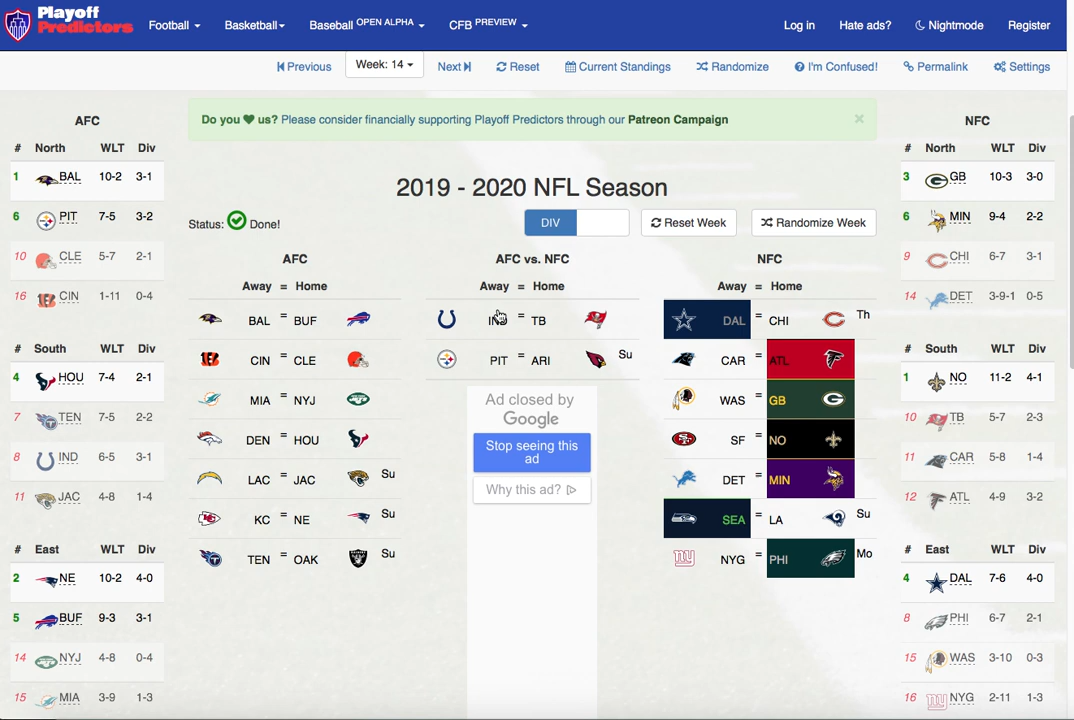 Playoff
Predictors
Football
Basketball
Baseball OPEN ALPHA
CFB PREVIEW
Log in
Hate ads?
Nightmode
Register
Previous
Week: 14
Next
Reset
Current Standings
Randomize
I'm Confused!
Permalink
Settings
Do you us? Please consider financially supporting Playoff Predictors through our Patreon Campaign ×
2019 - 2020 NFL Season
Status: Done!
DIV
Reset Week
Randomize Week
AFC
# North WLT Div
1 BAL 10-2 3-1
6 PIT 7-5 3-2
10 CLE 5-7 2-1
16 CIN 1-11 0-4
# South WLT Div
4 HOU 7-4 2-1
7 TEN 7-5 2-2
8 IND 6-5 3-1
11 JAC 4-8 1-4
# East WLT Div
2 NE 10-2 4-0
5 BUF 9-3 3-1
14 NYJ 4-8 0-4
15 MIA 3-9 1-3
AFC
Away = Home
BAL = BUF
CIN = CLE
MIA = NYJ
DEN = HOU
LAC = JAC Su
KC = NE Su
TEN = OAK Su
AFC vs. NFC
Away = Home
= TB
PIT = ARI Su
Ad closed by
Google
Stop seeing this
ad
Why this ad?
NFC
Away = Home
DAL = CHI Th
CAR = ATL
WAS = GB
SF = NO
DET = MIN
SEA = LA Su
NYG = PHI Mo
NFC
# North WLT Div
3 GB 10-3 3-0
6 MIN 9-4 2-2
9 CHI 6-7 3-1
14 DET 3-9-1 0-5
# South WLT Div
1 NO 11-2 4-1
10 TB 5-7 2-3
11 CAR 5-8 1-4
12 ATL 4-9 3-2
# East WLT Div
4 DAL 7-6 4-0
8 PHI 6-7 2-1
15 WAS 3-10 0-3
16 NYG 2-11 1-3